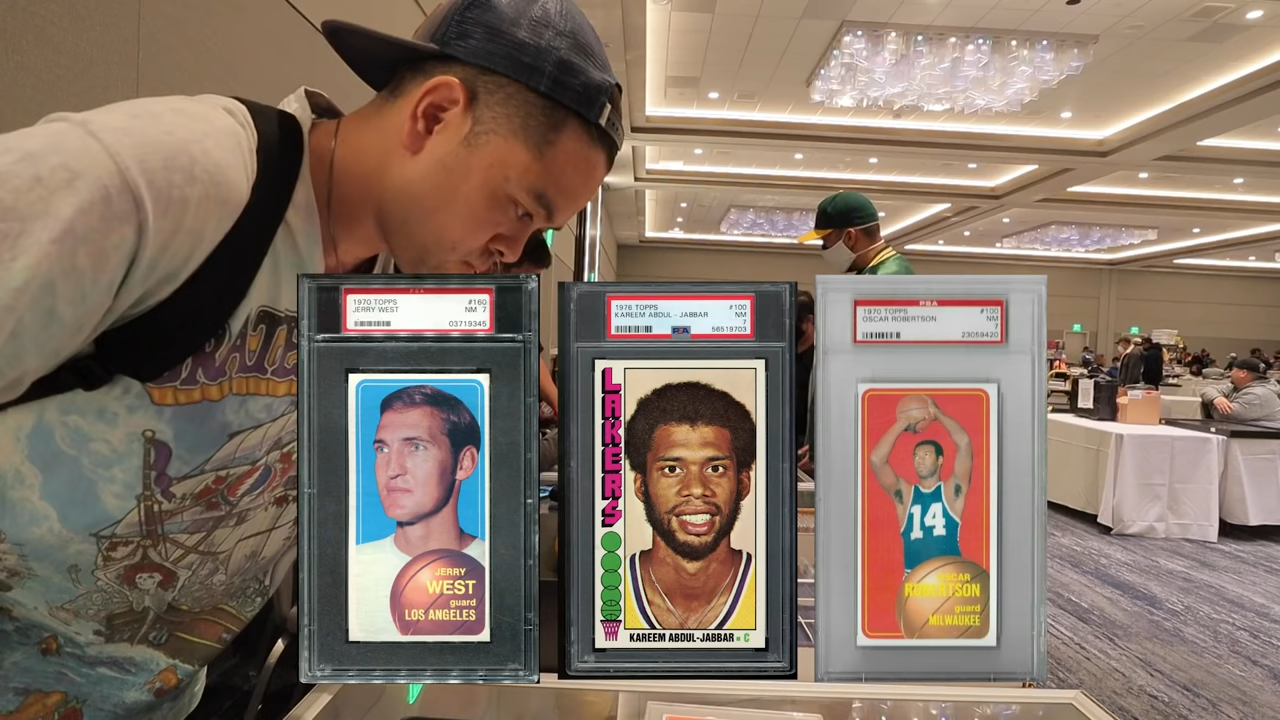 PSA
1970 TOPPS #160
JERRY WEST NM 7
03719345
JERRY
WEST
guard
LOS ANGELES
1976 TOPPS #100
KAREEM ABDUL - JABBAR NM
7
PSA 56519703
LAKERS
KAREEM ABDUL-JABBAR C
PSA
1970 TOPPS #100
OSCAR ROBERTSON NM
7
23059420
14
OSCAR
ROBERTSON
guard
MILWAUKEE